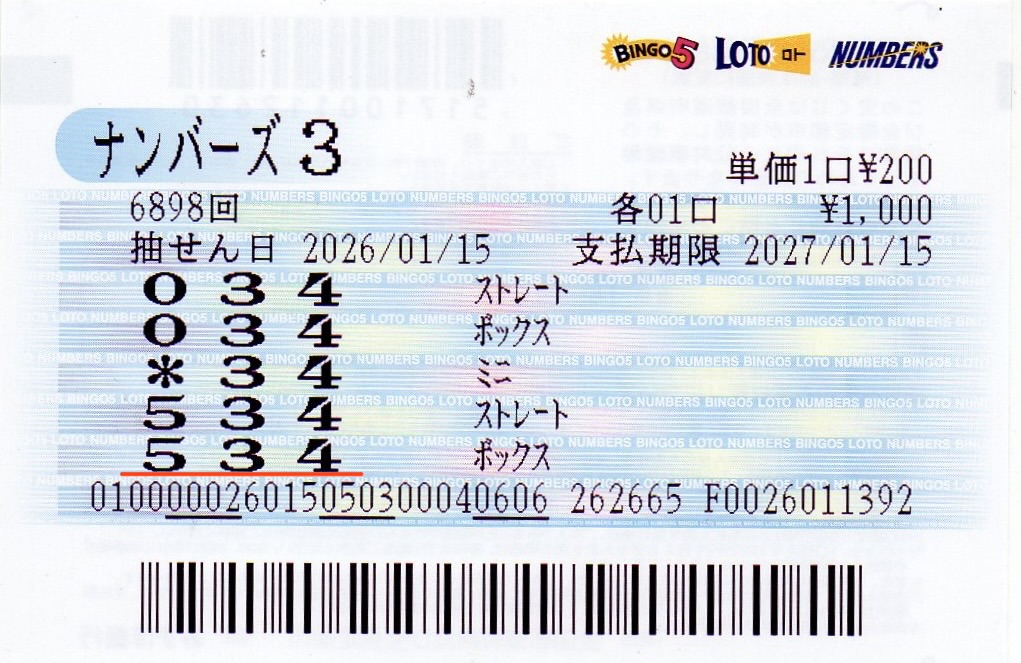 BINGO5 LOTO ロト NUMBERS
ナンバーズ3
単価1口¥200
6898回 各01口 ¥1,000
抽せん日 2026/01/15 支払期限 2027/01/15
0 3 4 ストレート
0 3 4 ボックス
* 3 4 ミニ
5 3 4 ストレート
5 3 4 ボックス
010000026015050300040606 262665 F0026011392